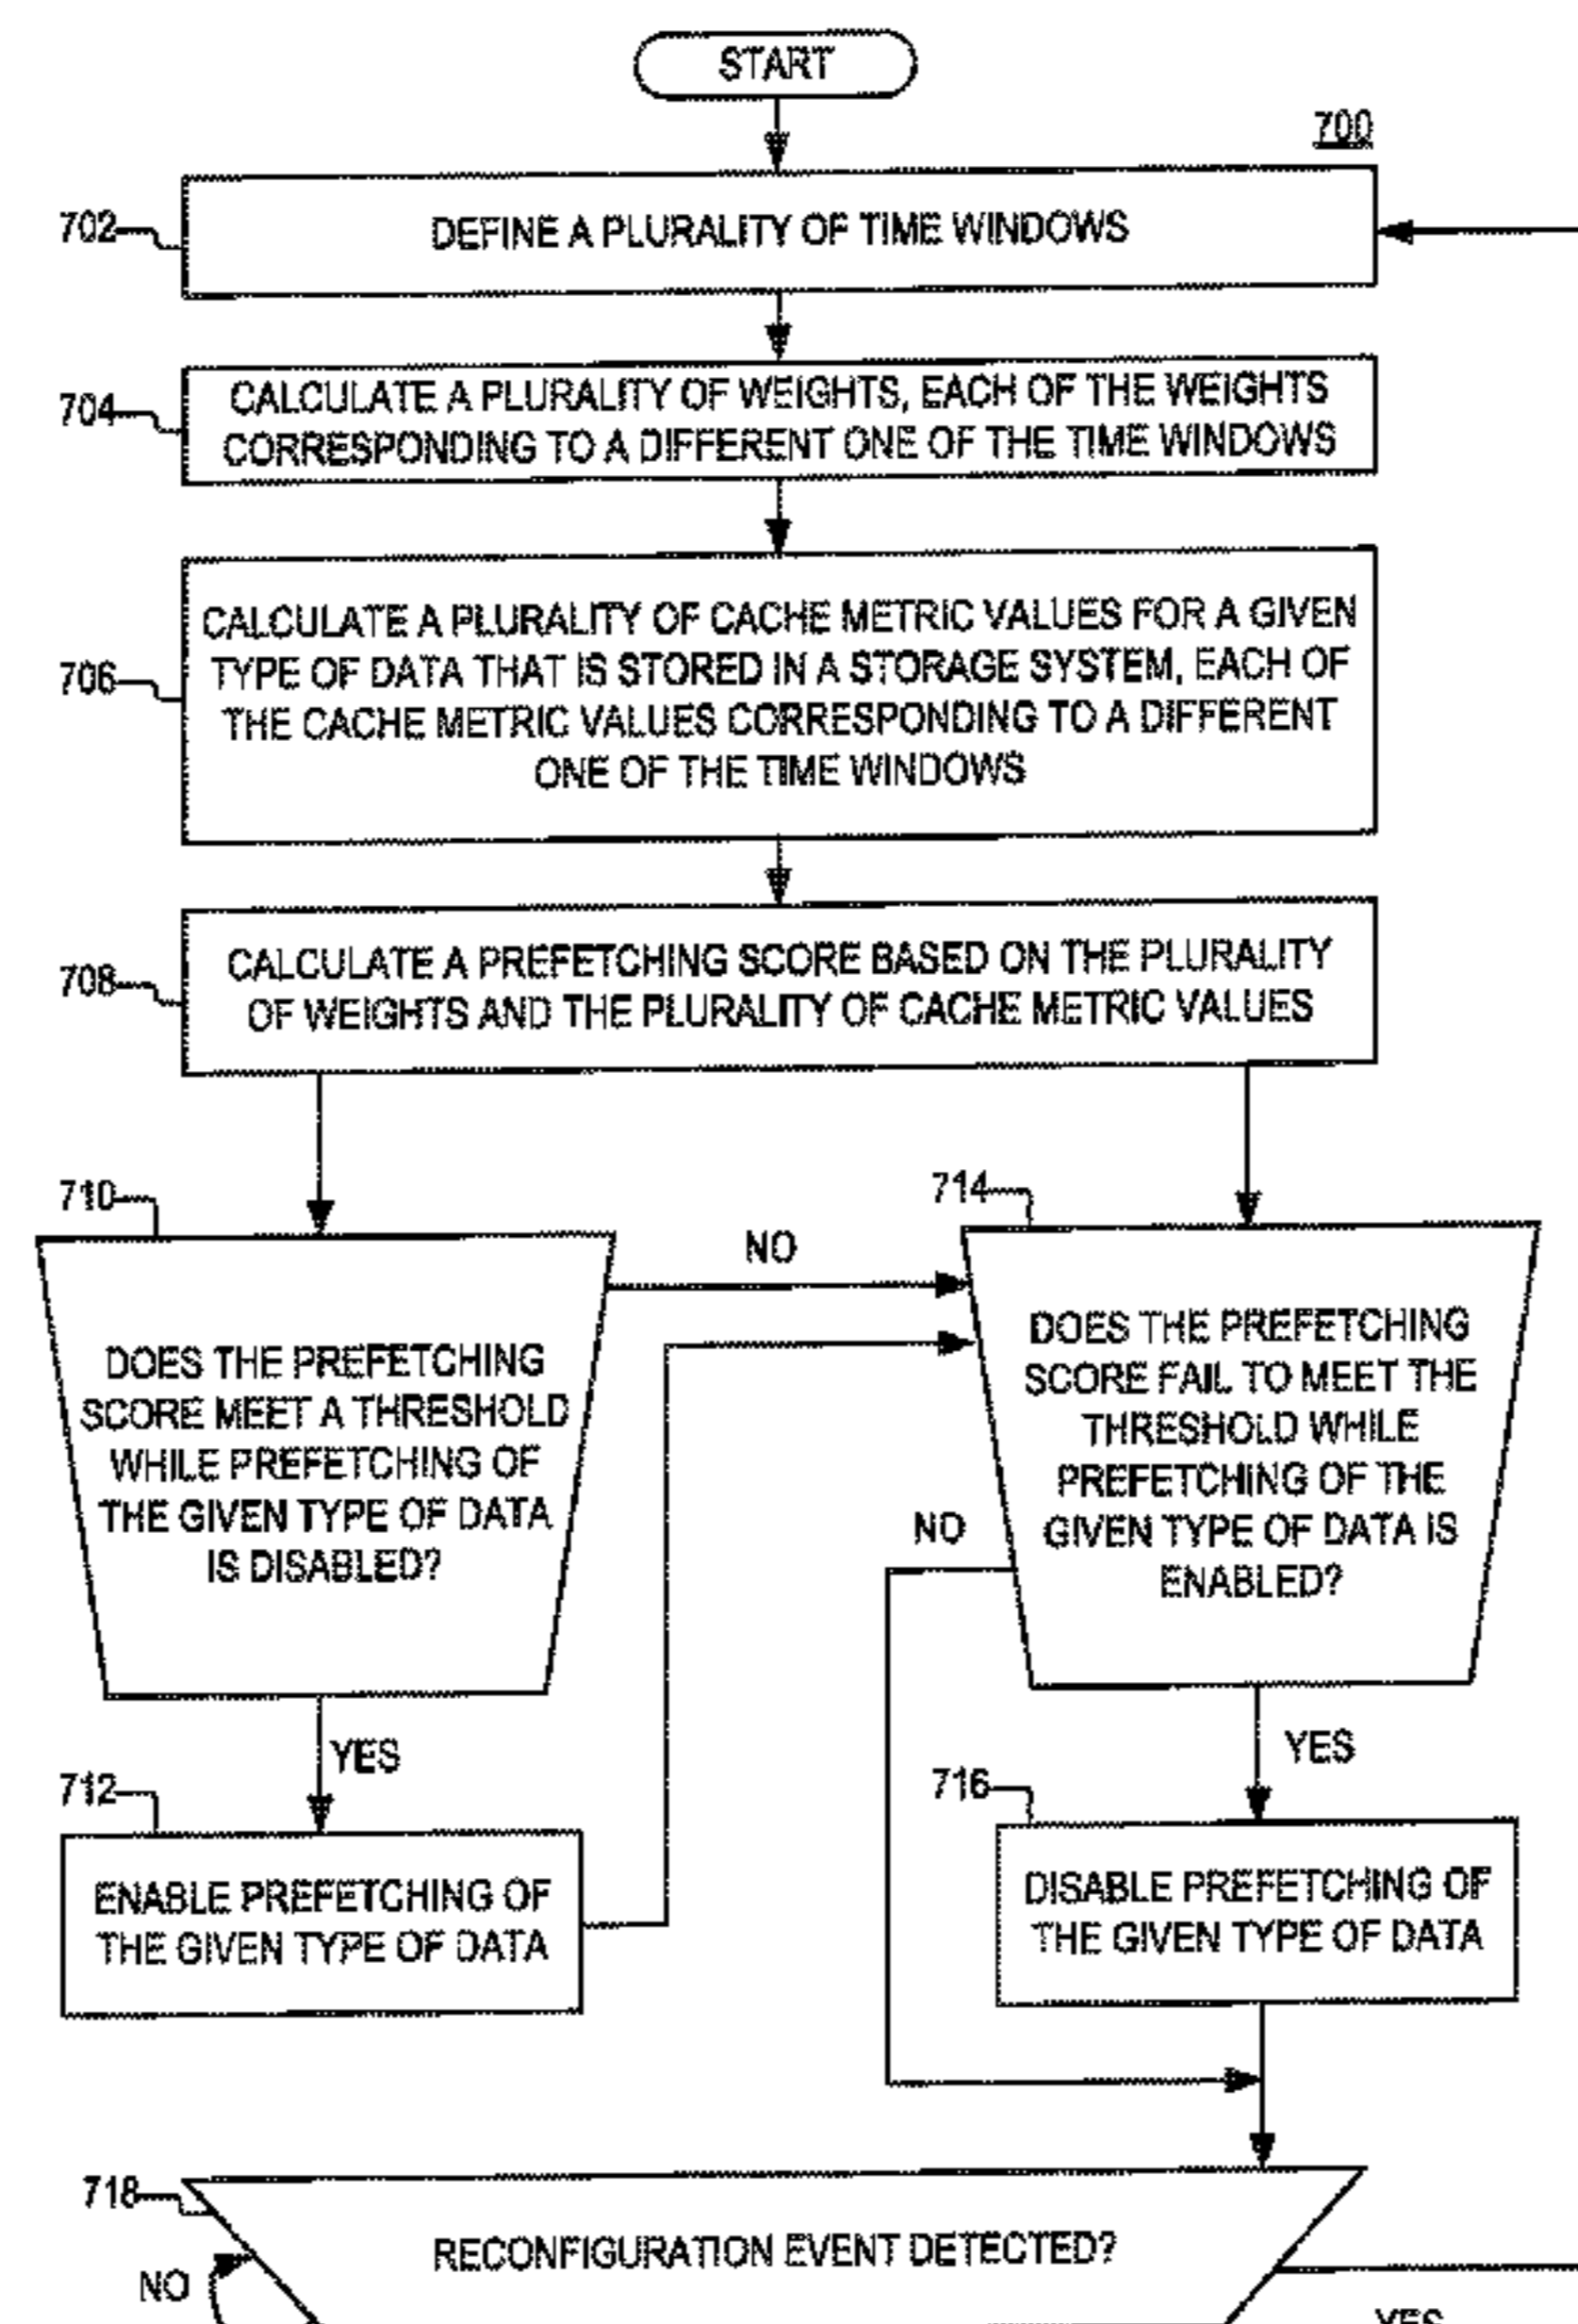 START
700
702
DEFINE A PLURALITY OF TIME WINDOWS
704
CALCULATE A PLURALITY OF WEIGHTS, EACH OF THE WEIGHTS
CORRESPONDING TO A DIFFERENT ONE OF THE TIME WINDOWS
706
CALCULATE A PLURALITY OF CACHE METRIC VALUES FOR A GIVEN
TYPE OF DATA THAT IS STORED IN A STORAGE SYSTEM, EACH OF
THE CACHE METRIC VALUES CORRESPONDING TO A DIFFERENT
ONE OF THE TIME WINDOWS
708
CALCULATE A PREFETCHING SCORE BASED ON THE PLURALITY
OF WEIGHTS AND THE PLURALITY OF CACHE METRIC VALUES
710
DOES THE PREFETCHING
SCORE MEET A THRESHOLD
WHILE PREFETCHING OF
THE GIVEN TYPE OF DATA
IS DISABLED?
NO
714
DOES THE PREFETCHING
SCORE FAIL TO MEET THE
THRESHOLD WHILE
PREFETCHING OF THE
GIVEN TYPE OF DATA IS
ENABLED?
NO
YES
712
ENABLE PREFETCHING OF
THE GIVEN TYPE OF DATA
YES
716
DISABLE PREFETCHING OF
THE GIVEN TYPE OF DATA
718
RECONFIGURATION EVENT DETECTED?
NO
YES